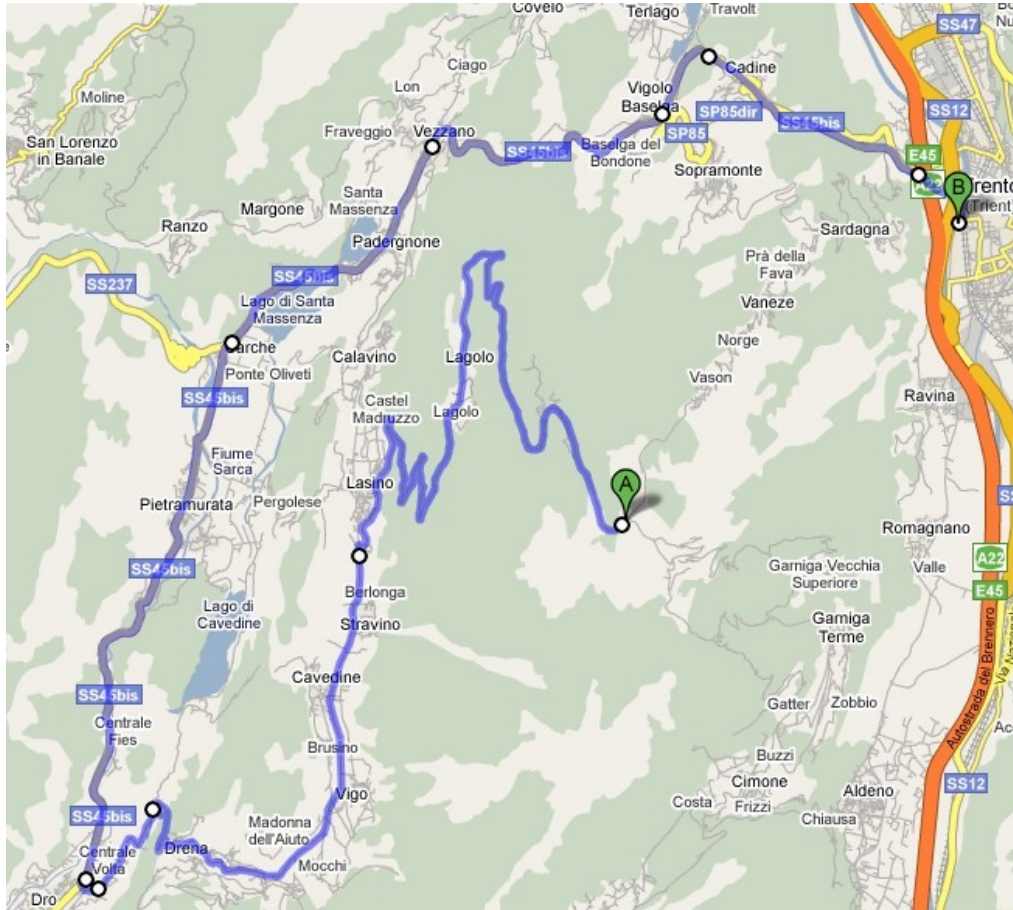 Covelo
Travolt
Terlago
SS47
Ciago
Cadine
Moline
Lon
Vigolo
Baselga
SP85dir
SS12
San Lorenzo
in Banale
Fraveggio
Vezzano
SS45bis
SS45bis
SP85
Baselga del
Bondone
E45
A22
B
Sopramonte
(Trient)
Santa
Massenza
Margone
Ranzo
Padergnone
Sardagna
Prà della
Fava
SS237
SS45bis
Lago di Santa
Massenza
Vaneze
Norge
Sarche
Calavino
Lagolo
Ponte Oliveti
Vason
SS45bis
Castel
Madruzzo
Lagolo
Ravina
Fiume
Sarca
Lasino
A
Pietramurata
Pergolese
Romagnano
SS45bis
Garniga Vecchia
Superiore
Valle
A22
E45
Berlonga
Lago di
Cavedine
Stravino
Garniga
Terme
Cavedine
SS45bis
Gatter
Zobbio
Centrale
Fies
Autostrada del Brennero
Brusino
Buzzi
Cimone
SS12
Vigo
Costa
Frizzi
Aldeno
SS45bis
Madonna
dell'Aiuto
Chiausa
Drena
Centrale
Volta
Mocchi
Dro